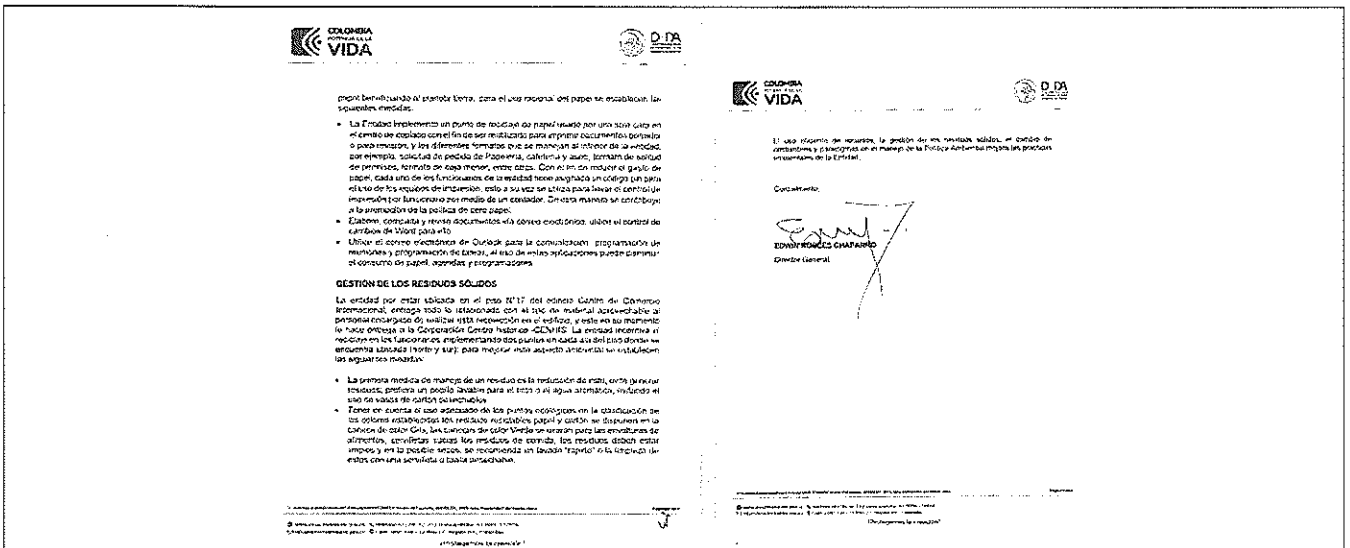 COLOMBIA
POTENCIA DE LA
VIDA
papel beneficiando al planeta tierra, para el uso racional del papel se establecen las
siguientes medidas:
• La Entidad implementó un punto de reciclaje de papel usado por una sola cara en
el centro de copiado con el fin de ser reutilizado para imprimir documentos borrador
o para revisión, y los diferentes formatos que se manejan al interior de la entidad,
por ejemplo, solicitud de pedido de Papelería, cafetería y aseo, formato de solicitud
de permisos, formato de caja menor, entre otros. Con el fin de reducir el gasto de
papel, cada uno de los funcionarios de la entidad tiene asignado un código pin para
el uso de los equipos de impresión, esto a su vez se utiliza para llevar el control de
impresión por funcionario por medio de un contador. De esta manera se contribuye
a la promoción de la política de cero papel.
• Elabore, comparta y revise documentos vía correo electrónico, utilice el control de
cambios de Word para ello
• Utilice el correo electrónico de Outlook para la comunicación, programación de
reuniones y programación de tareas, el uso de estas aplicaciones puede disminuir
el consumo de papel, agendas y programadores.
GESTIÓN DE LOS RESIDUOS SÓLIDOS
La entidad por estar ubicada en el piso N°17 del edificio Centro de Comercio
Internacional, entrega todo lo relacionado con el tipo de material aprovechable al
personal encargado de realizar esta recolección en el edificio, y este en su momento
lo hace entrega a la Corporación Centro histórico La entidad incentiva el
reciclaje en los funcionarios implementando dos puntos en cada ala del piso donde se
encuentra ubicada (norte y sur); para mejorar este aspecto ambiental se establecen
las siguientes medidas:
• La primera medida de manejo de un residuo es la reducción de este, evite generar
residuos, prefiera un pocillo lavable para el tinto o el agua aromática, evitando el
uso de vasos de cartón
• Tener en cuenta el uso adecuado de los puntos ecológicos en la clasificación de
los colores establecidos los residuos reciclables papel y cartón se disponen en la
caneca de color Gris, las canecas de color Verde se usarán para las envolturas de
alimentos, servilletas sucias los residuos de comida, los residuos deben estar
limpios y en lo posible secos, se recomienda un lavado "rápido" o la limpieza de
estos con una servilleta o toalla desechable.
COLOMBIA
POTENCIA DE LA
VIDA
El uso eficiente de recursos, la gestión de los residuos sólidos, el cambio de
costumbres y paradigmas en el manejo de la Política Ambiental mejora las prácticas
ambientales de la Entidad.
Cordialmente,
EDWIN ROBLES CHAPARRO
Director General